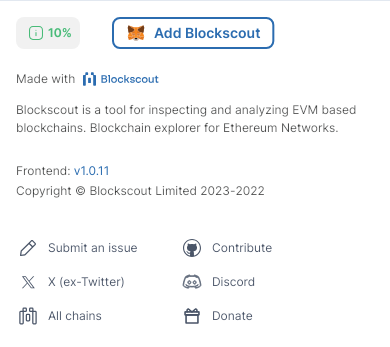 10%
Add Blockscout
Made with Blockscout
Blockscout is a tool for inspecting and analyzing EVM based
blockchains. Blockchain explorer for Ethereum Networks.
Frontend: v1.0.11
Copyright © Blockscout Limited 2023-2022
Submit an issue
Contribute
X (ex-Twitter)
Discord
All chains
Donate